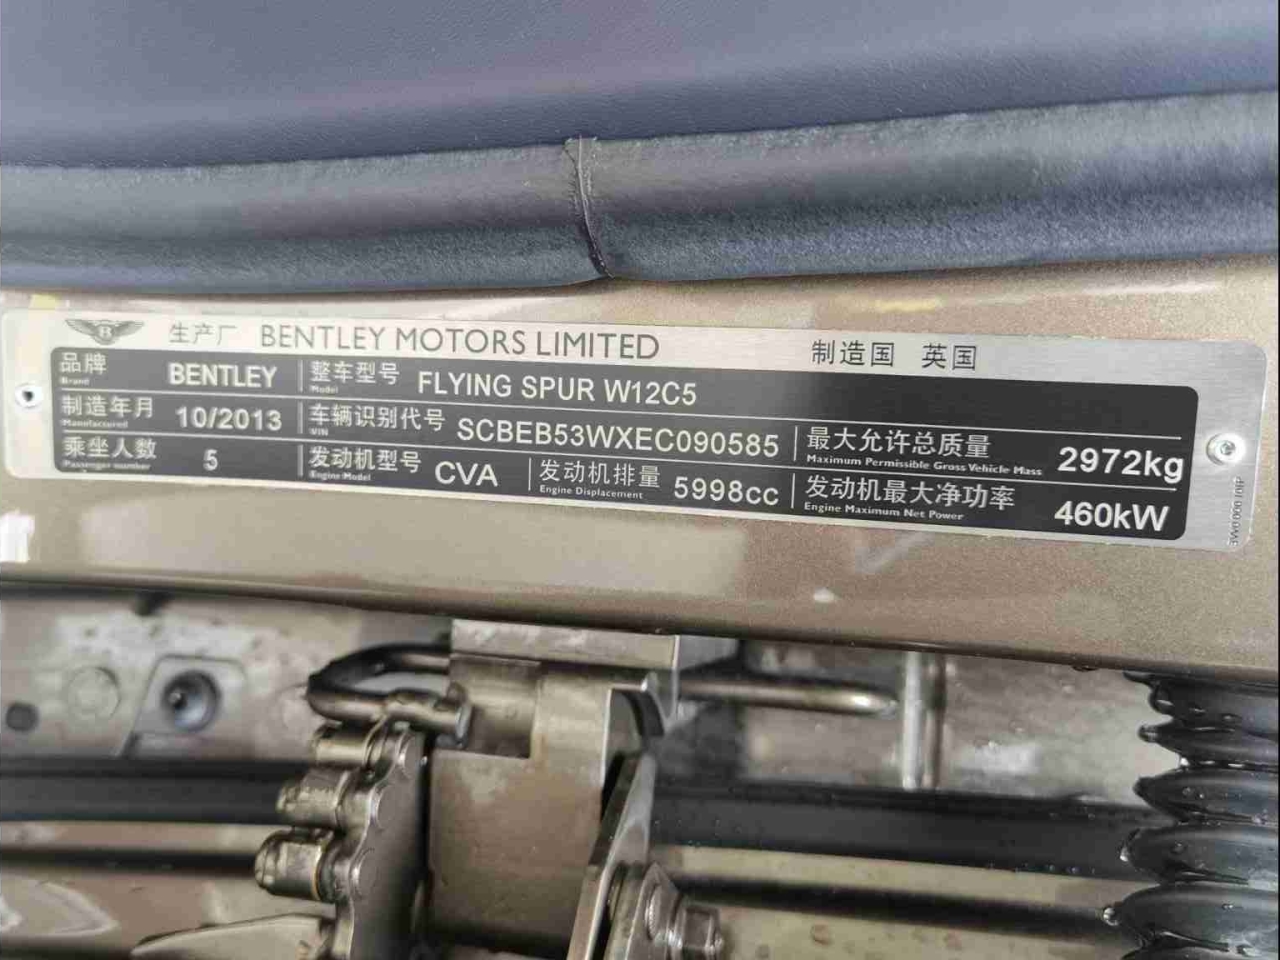 B
生产厂 BENTLEY MOTORS LIMITED 制造国 英国
品牌 BENTLEY 整车型号 FLYING SPUR W12C5
Brand Model
制造年月 10/2013 车辆识别代号 SCBEB53WXEC090585 最大允许总质量 2972kg
Manufactured VIN Maximum Permissible Gross Vehicle Mass
乘坐人数 5 发动机型号 CVA 发动机排量 5998cc 发动机最大净功率 460kW
Passenger number Engine Model Engine Displacement Engine Maximum Net Power